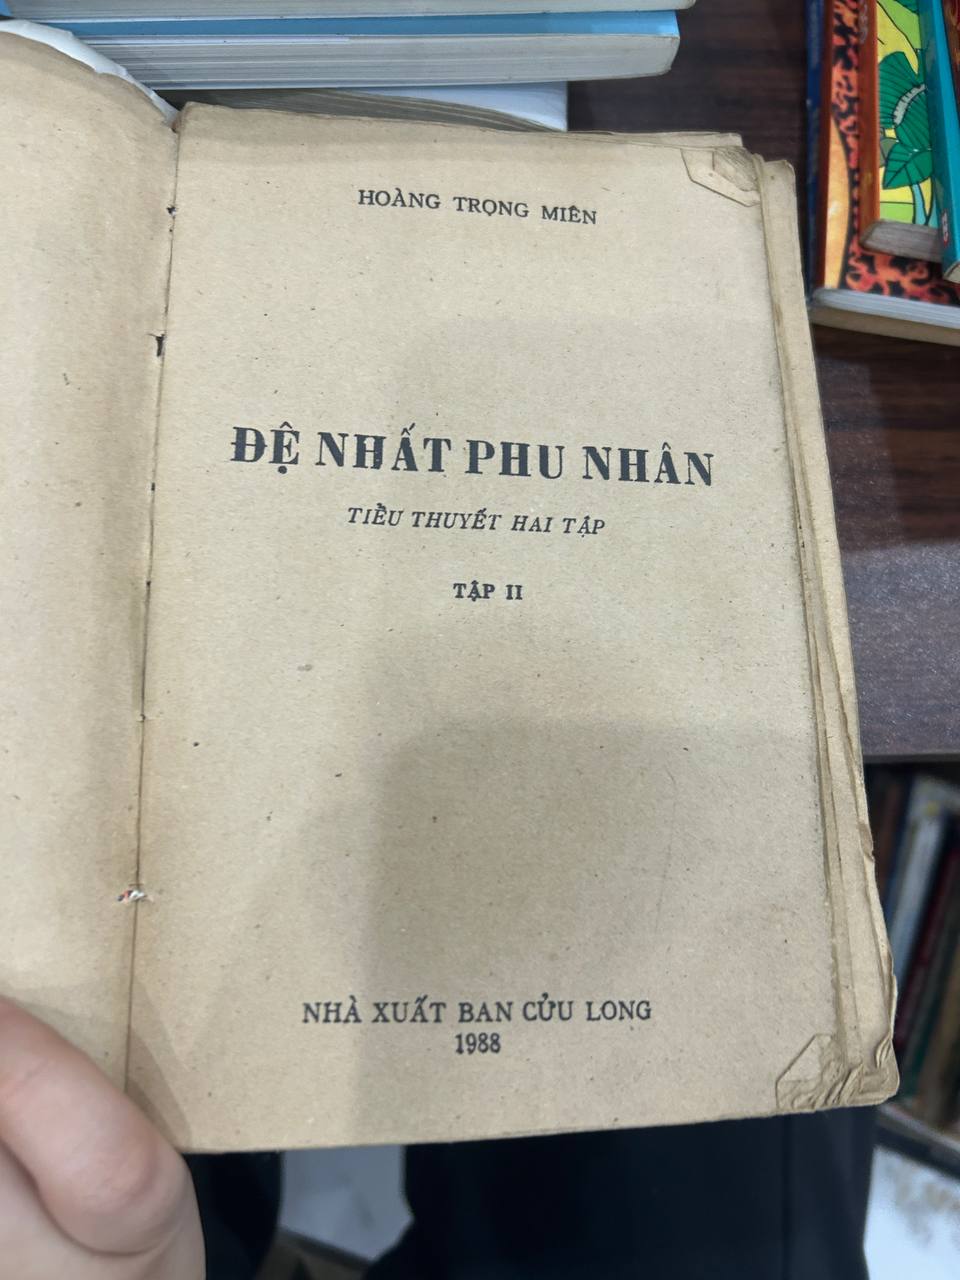 HOÀNG TRỌNG MIÊN
ĐỆ NHẤT PHU NHÂN
TIỂU THUYẾT HAI TẬP
TẬP II
NHÀ XUẤT BAN CỬU LONG
1988